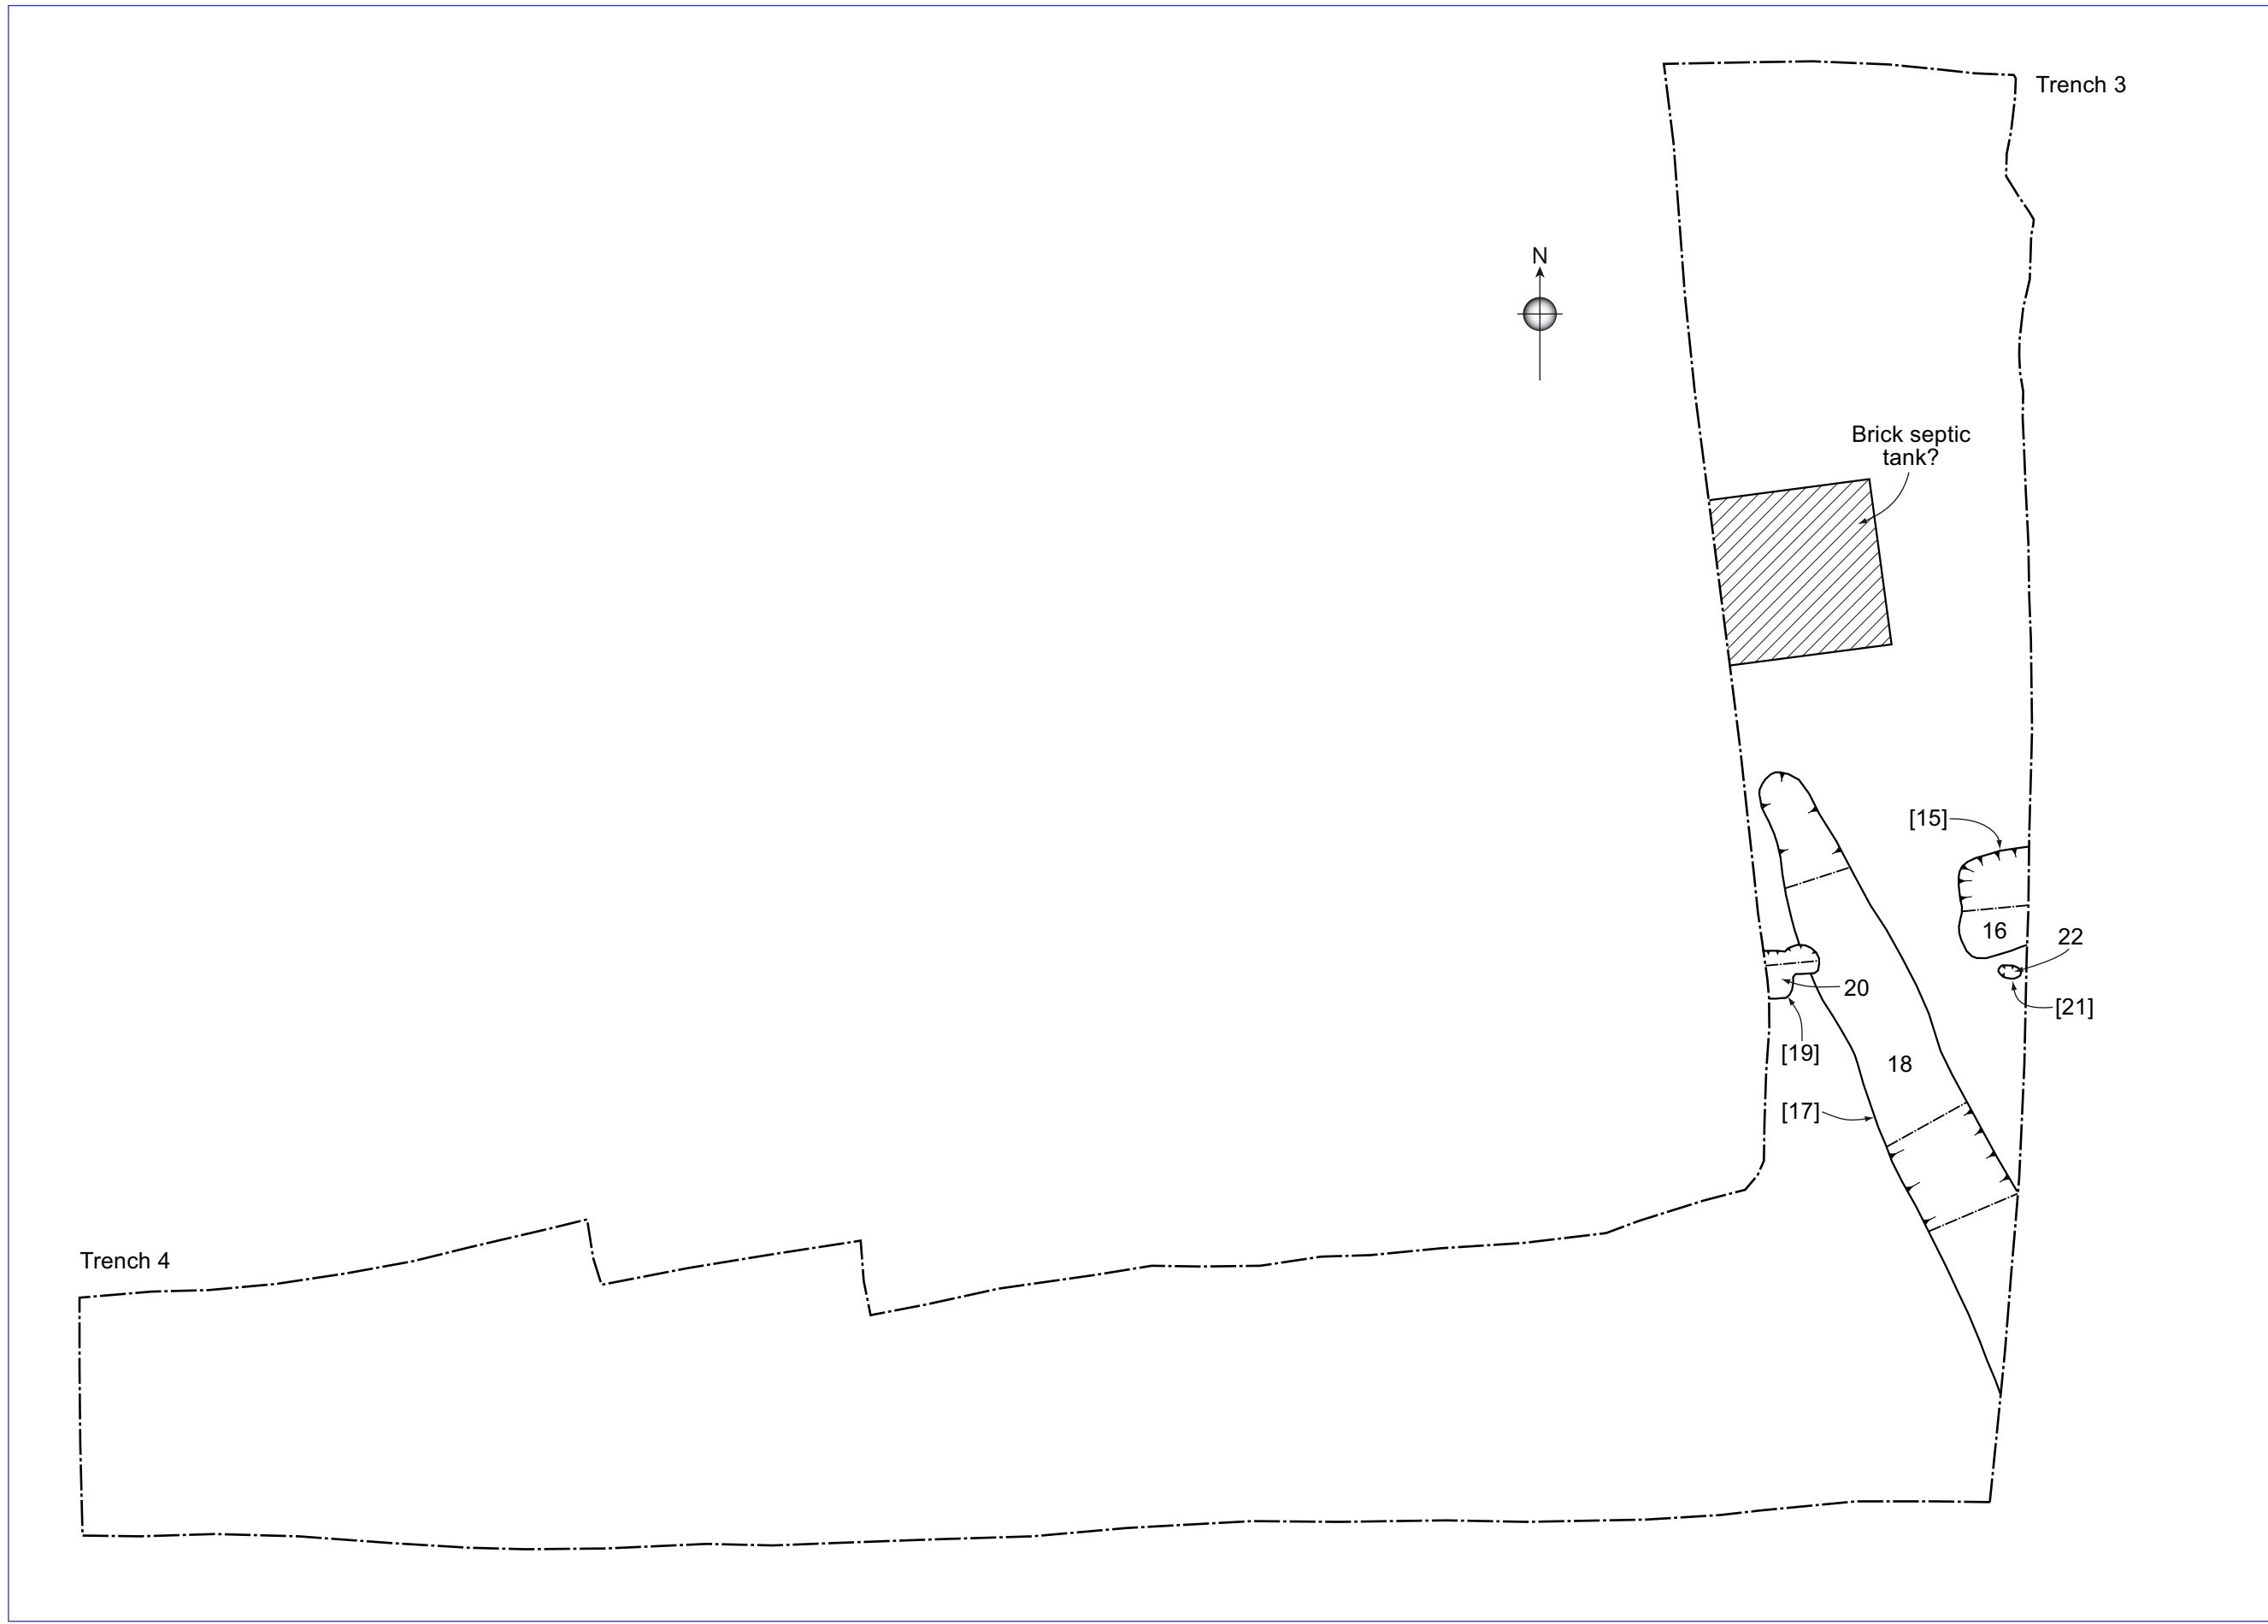 Trench 3
N
Brick septic
tank?
[15]
16
22
20
[21]
[19]
18
[17]
Trench 4